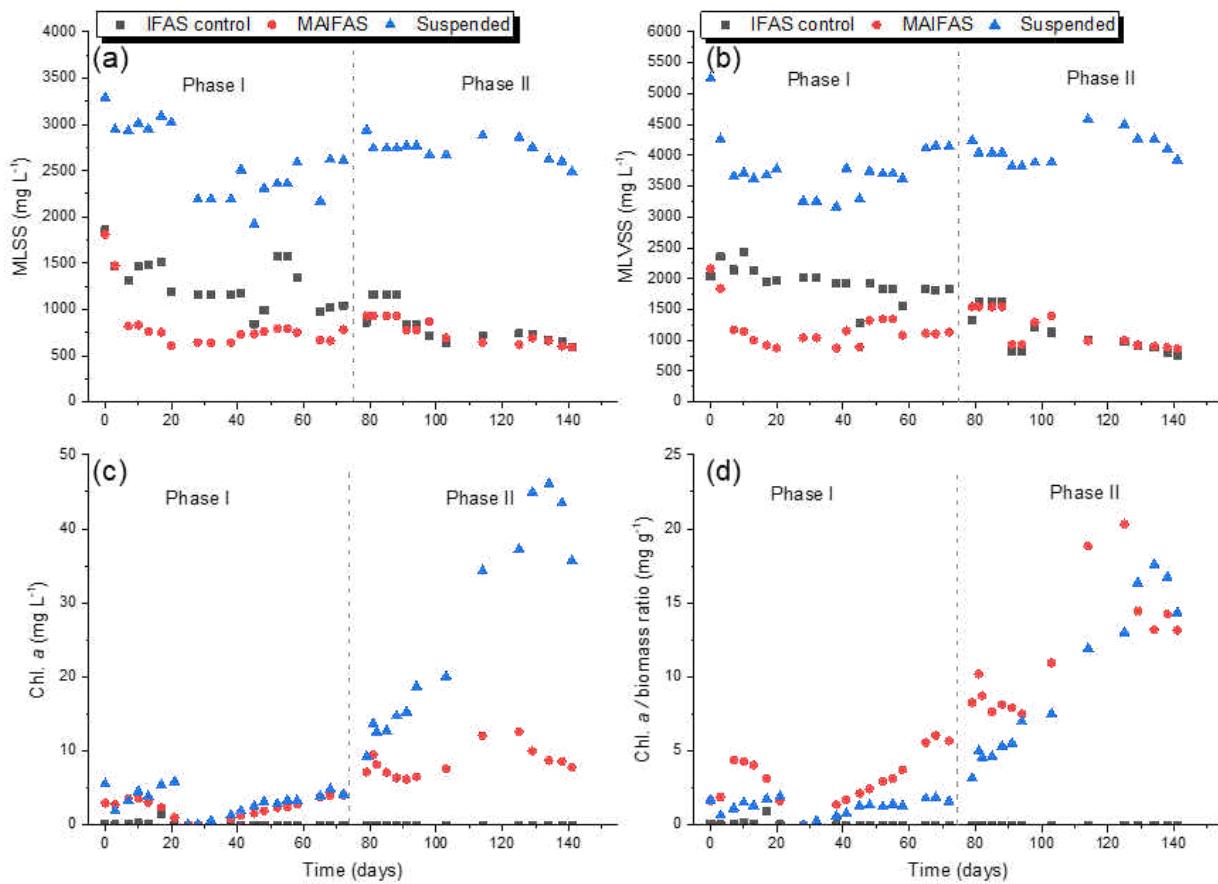 IFAS control MAIFAS Suspended
(a)
Phase I
Phase II
MLSS (mg L⁻¹)
4000
3500
3000
2500
2000
1500
1000
500
0
0 20 40 60 80 100 120 140
IFAS control MAIFAS Suspended
(b)
Phase I
Phase II
MLVSS (mg L⁻¹)
6000
5500
5000
4500
4000
3500
3000
2500
2000
1500
1000
500
0
0 20 40 60 80 100 120 140
(c)
Phase I
Phase II
Chl. a (mg L⁻¹)
50
40
30
20
10
0
0 20 40 60 80 100 120 140
Time (days)
(d)
Phase I
Phase II
Chl. a / biomass ratio (mg g⁻¹)
25
20
15
10
5
0
0 20 40 60 80 100 120 140
Time (days)